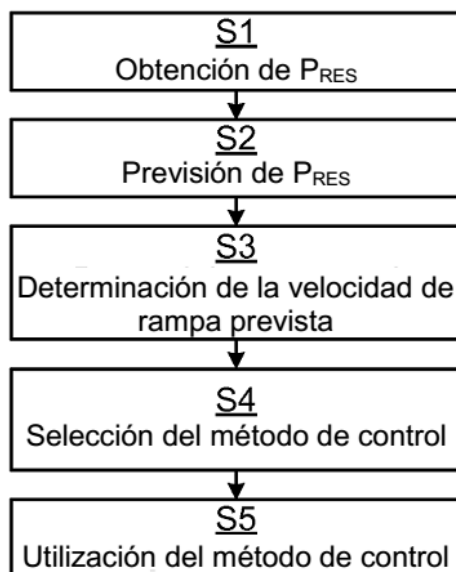 S1
Obtención de PRES
S2
Previsión de PRES
S3
Determinación de la velocidad de
rampa prevista
S4
Selección del método de control
S5
Utilización del método de control